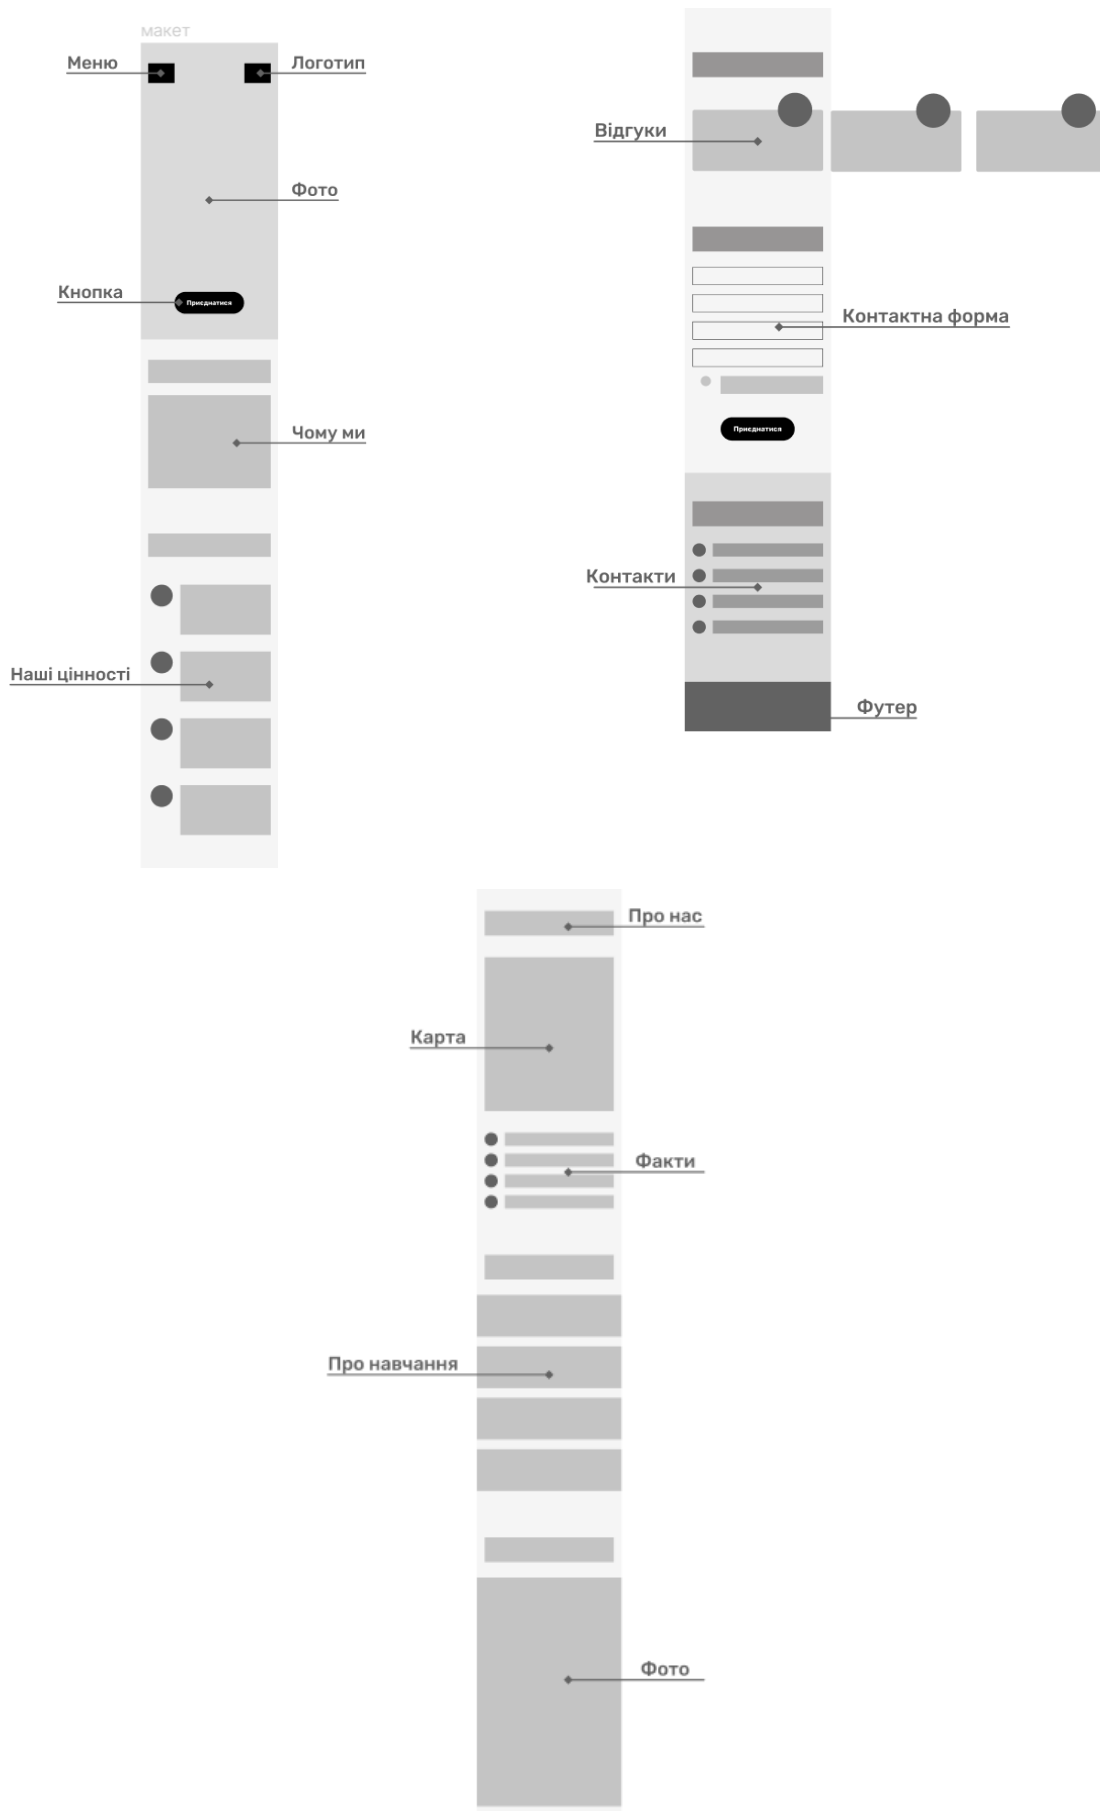 макет
Меню
Логотип
Фото
Кнопка
Приєднатися
Чому ми
Наші цінності
Відгуки
Контактна форма
Приєднатися
Контакти
Футер
Про нас
Карта
Факти
Про навчання
Фото